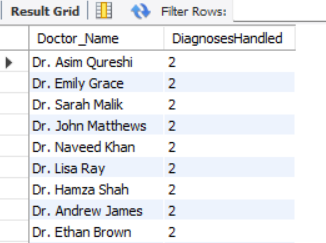 Result Grid Filter Rows:
Doctor_Name DiagnosesHandled
Dr. Asim Qureshi 2
Dr. Emily Grace 2
Dr. Sarah Malik 2
Dr. John Matthews 2
Dr. Naveed Khan 2
Dr. Lisa Ray 2
Dr. Hamza Shah 2
Dr. Andrew James 2
Dr. Ethan Brown 2